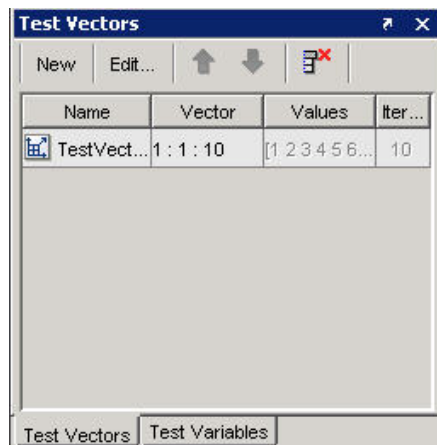 Test Vectors
New Edit...
Name Vector Values Iter...
TestVect... 1 : 1 : 10 [1 2 3 4 5 6... 10
Test Vectors Test Variables